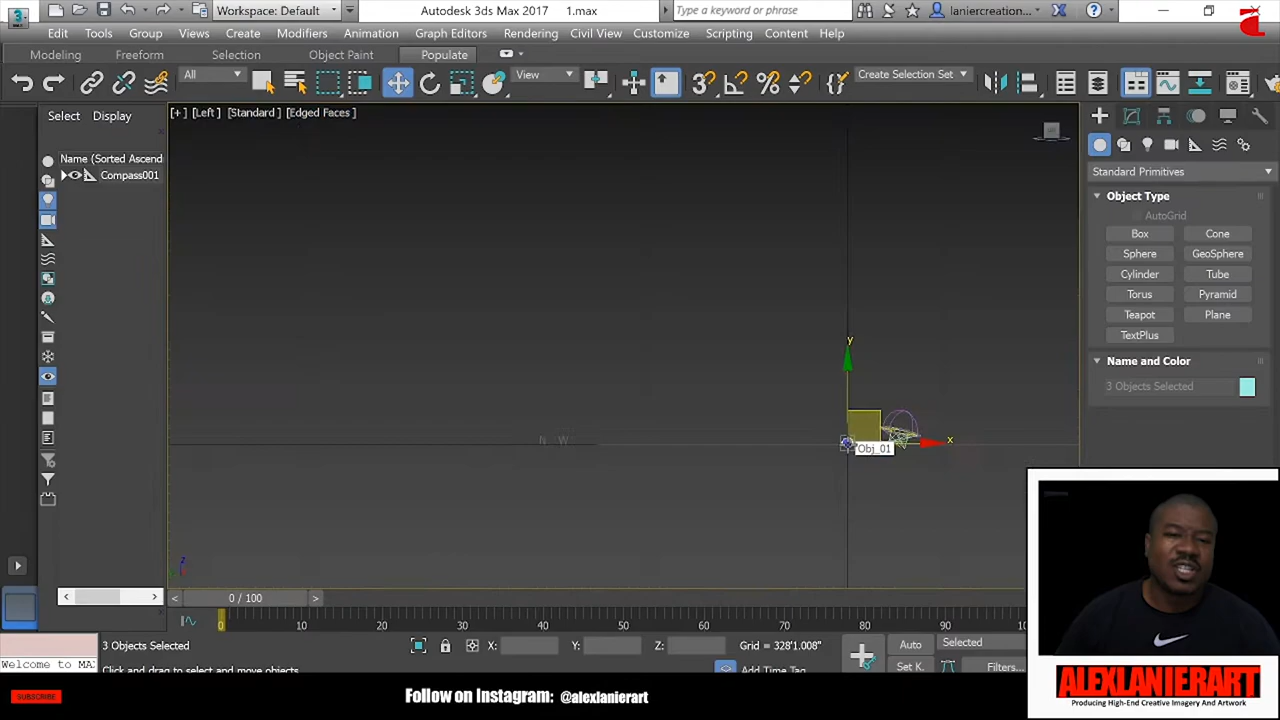 Workspace: Default
Autodesk 3ds Max 2017
1.max
Type a keyword or phrase
laniercreation...
Edit
Tools
Group
Views
Create
Modifiers
Animation
Graph Editors
Rendering
Civil View
Customize
Scripting
Content
Help
Modeling
Freeform
Selection
Object Paint
Populate
All
View
Create Selection Set
Select
Display
[+] [Left] [Standard] [Edged Faces]
Name (Sorted Ascend
Compass001
Standard Primitives
Object Type
AutoGrid
Box
Cone
Sphere
GeoSphere
Cylinder
Tube
Torus
Pyramid
Teapot
Plane
TextPlus
Name and Color
3 Objects Selected
y
x
N W
Obj_01
z
0 / 100
0
10
20
30
40
50
60
70
80
90
3 Objects Selected
X:
Y:
Z:
Grid = 328'1.008"
Auto
Selected
Welcome to MA
Click and drag to select and move objects
Add Time Tag
Set K.
Filters...
SUBSCRIBE
Follow on Instagram: @alexlanierart
ALEXLANIERART
Producing High-End Creative Imagery And Artwork